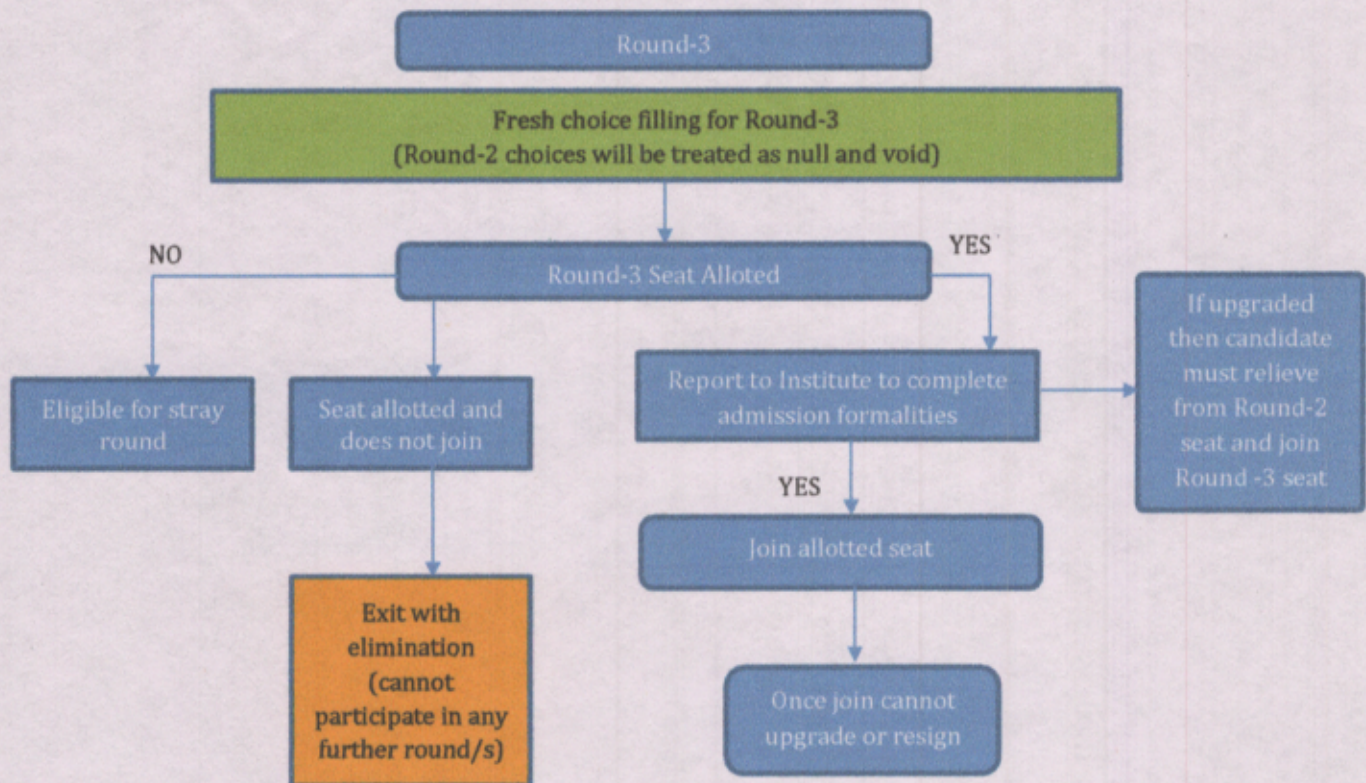 Round-3
Fresh choice filling for Round-3
(Round-2 choices will be treated as null and void)
NO
YES
Round-3 Seat Alloted
If upgraded
then candidate
must relieve
from Round-2
seat and join
Round -3 seat
Eligible for stray
round
Seat allotted and
does not join
Report to Institute to complete
admission formalities
YES
Join allotted seat
Exit with
elimination
(cannot
participate in any
further round/s)
Once join cannot
upgrade or resign